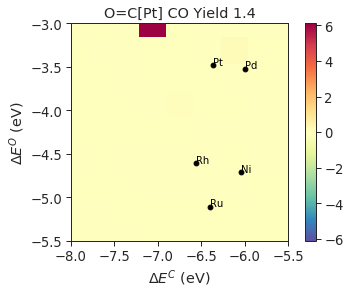 O=C[Pt] CO Yield 1.4
−3.0
−3.5
−4.0
−4.5
−5.0
−5.5
ΔE^O (eV)
Pt
Pd
Rh
Ni
Ru
−8.0 −7.5 −7.0 −6.5 −6.0 −5.5
ΔE^C (eV)
6
4
2
0
−2
−4
−6